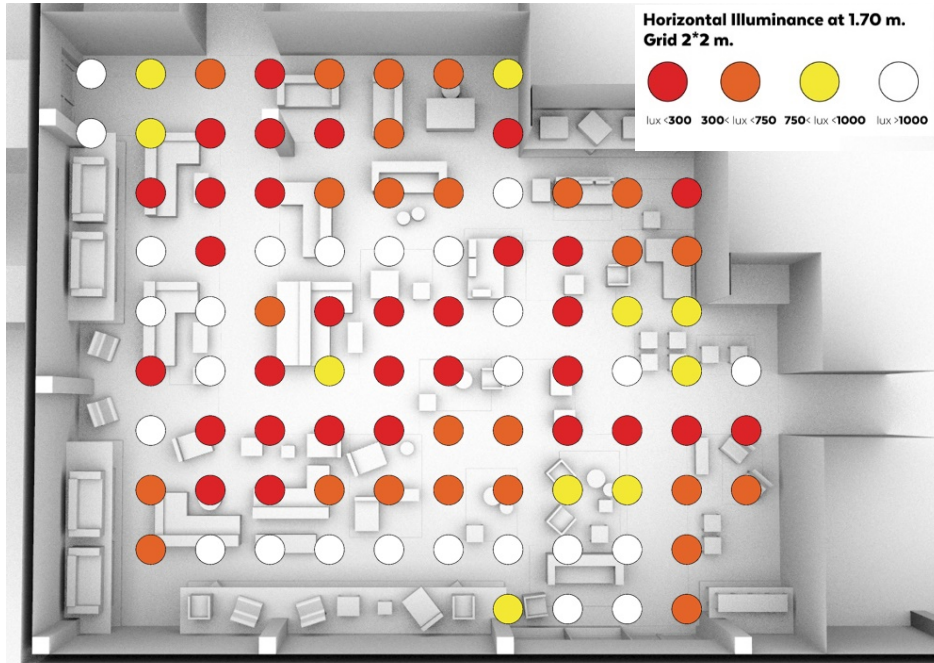 Horizontal Illuminance at 1.70 m.
Grid 2*2 m.
lux <300 300< lux <750 750< lux <1000 lux >1000